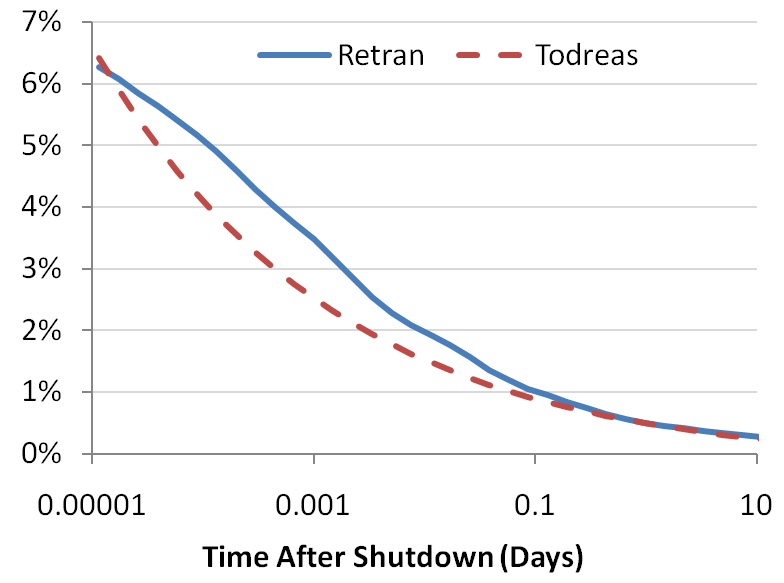 7%
Retran Todreas
6%
5%
4%
3%
2%
1%
0%
0.00001 0.001 0.1 10
Time After Shutdown (Days)